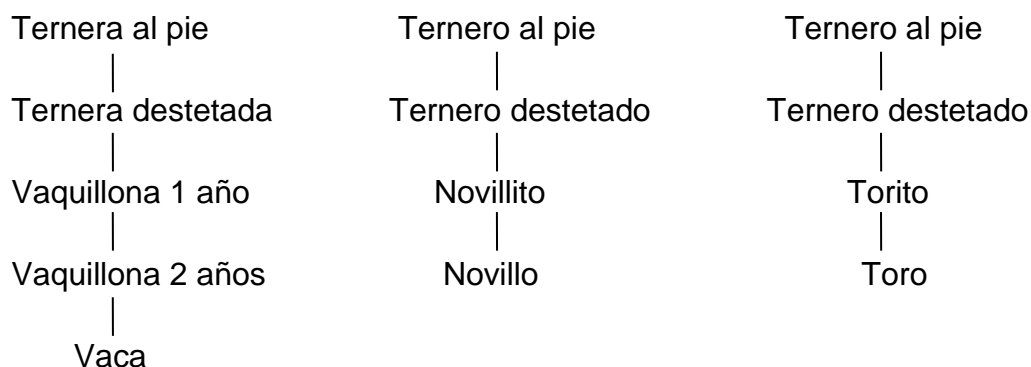 Ternera al pie Ternero al pie Ternero al pie
Ternera destetada Ternero destetado Ternero destetado
Vaquillona 1 año Novillito Torito
Vaquillona 2 años Novillo Toro
Vaca